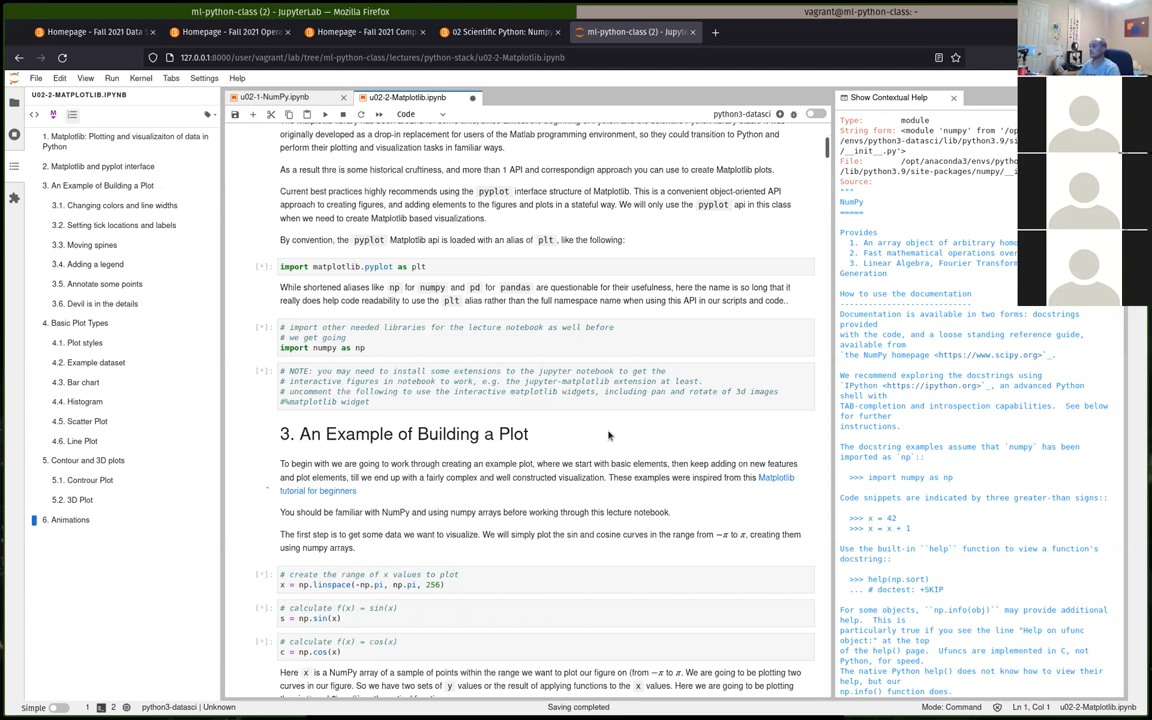 ml-python-class (2) - JupyterLab — Mozilla Firefox
vagrant@ml-python-class: ~
Homepage - Fall 2021 Data S
Homepage - Fall 2021 Opera
Homepage - Fall 2021 Comp
02 Scientific Python: Numpy
ml-python-class (2) - Jupyte
127.0.0.1:8000/user/vagrant/lab/tree/ml-python-class/lectures/python-stack/u02-2-MATPLOTLIB.ipynb
File Edit View Run Kernel Tabs Settings Help
U02-2-MATPLOTLIB.IPYNB
1. Matplotlib: Plotting and visualizaiton of data in
Python
2. Matplotlib and pyplot interface
3. An Example of Building a Plot
3.1. Changing colors and line widths
3.2. Setting tick locations and labels
3.3. Moving spines
3.4. Adding a legend
3.5. Annotate some points
3.6. Devil is in the details
4. Basic Plot Types
4.1. Plot styles
4.2. Example dataset
4.3. Bar chart
4.4. Histogram
4.5. Scatter Plot
4.6. Line Plot
5. Contour and 3D plots
5.1. Controur Plot
5.2. 3D Plot
6. Animations
u02-1-NumPy.ipynb
u02-2-Matplotlib.ipynb
Code
python3-datasci
originally developed as a drop-in replacement for users of the Matlab programming environment, so they could transition to Python and
perform their plotting and visualization tasks in familiar ways.
As a result thre is some historical cruftiness, and more than 1 API and correspondign approach you can use to create Matplotlib plots.
Current best practices highly recommends using the pyplot interface structure of Matplotlib. This is a convenient object-oriented API
approach to creating figures, and adding elements to the figures and plots in a stateful way. We will only use the pyplot api in this class
when we need to create Matplotlib based visualizations.
By convention, the pyplot Matplotlib api is loaded with an alias of plt , like the following:
[*]: import matplotlib.pyplot as plt
While shortened aliases like np for numpy and pd for pandas are questionable for their usefulness, here the name is so long that it
really does help code readability to use the plt alias rather than the full namespace name when using this API in our scripts and code..
[*]: # import other needed libraries for the lecture notebook as well before
# we get going
import numpy as np
[*]: # NOTE: you may need to install some extensions to the jupyter notebook to get the
# interactive figures in notebook to work, e.g. the jupyter-matplotlib extension at least.
# uncomment the following to use the interactive matplotlib widgets, including pan and rotate of 3d images
#%matplotlib widget
3. An Example of Building a Plot
To begin with we are going to work through creating an example plot, where we start with basic elements, then keep adding on new features
and plot elements, till we end up with a fairly complex and well constructed visualization. These examples were inspired from this Matplotlib
tutorial for beginners
You should be familiar with NumPy and using numpy arrays before working through this lecture notebook.
The first step is to get some data we want to visualize. We will simply plot the sin and cosine curves in the range from −π to π, creating them
using numpy arrays.
[*]: # create the range of x values to plot
x = np.linspace(-np.pi, np.pi, 256)
[*]: # calculate f(x) = sin(x)
s = np.sin(x)
[*]: # calculate f(x) = cos(x)
c = np.cos(x)
Here x is a NumPy array of a sample of points within the range we want to plot our figure on (from −π to π. We are going to be plotting two
curves in our figure. So we have two sets of y values or the result of applying functions to the x values. Here we are going to be plotting
Show Contextual Help
Type: module
String form: <module 'numpy' from '/op
envs/python3-datasci/lib/python3.9/si
/__init__.py'>
File: /opt/anaconda3/envs/pyth
/lib/python3.9/site-packages/numpy/__i
Source:
"""
NumPy
=====
Provides
1. An array object of arbitrary homo
2. Fast mathematical operations over
3. Linear Algebra, Fourier Transform
Generation
How to use the documentation
----------------------------
Documentation is available in two forms: docstrings
provided
with the code, and a loose standing reference guide,
available from
`the NumPy homepage <https://www.scipy.org>`_.
We recommend exploring the docstrings using
`IPython <https://ipython.org>`_, an advanced Python
shell with
TAB-completion and introspection capabilities. See below
for further
instructions.
The docstring examples assume that `numpy` has been
imported as `np`::
>>> import numpy as np
Code snippets are indicated by three greater-than signs::
>>> x = 42
>>> x = x + 1
Use the built-in ``help`` function to view a function's
docstring::
>>> help(np.sort)
... # doctest: +SKIP
For some objects, ``np.info(obj)`` may provide additional
help. This is
particularly true if you see the line "Help on ufunc
object:" at the top
of the help() page. Ufuncs are implemented in C, not
Python, for speed.
The native Python help() does not know how to view their
help, but our
np.info() function does.
Simple 1 2 python3-datasci | Unknown
Saving completed
Mode: Command
Ln 1, Col 1
u02-2-Matplotlib.ipynb